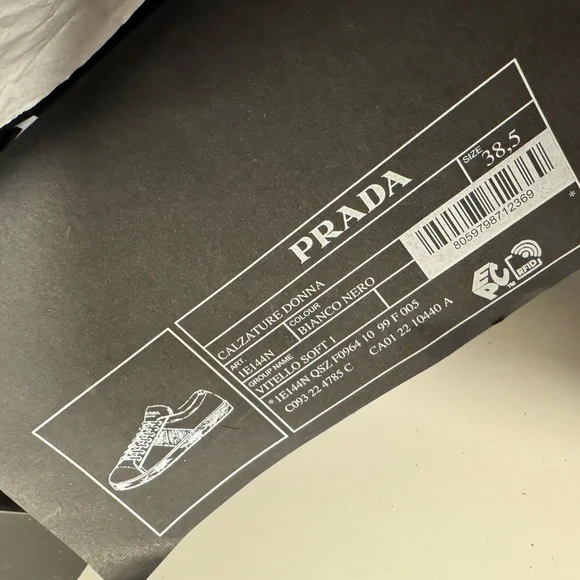 PRADA
SIZE
38,5
8059798712369
CALZATURE DONNA
ART.
1E144N
COLOUR
BIANCO NERO
GROUP NAME
VITELLO SOFT 1
* 1E144N QSZ F0964 10 99 F 005
C093 22 4785 C CA01 22 10440 A
*
EPC™
RFID